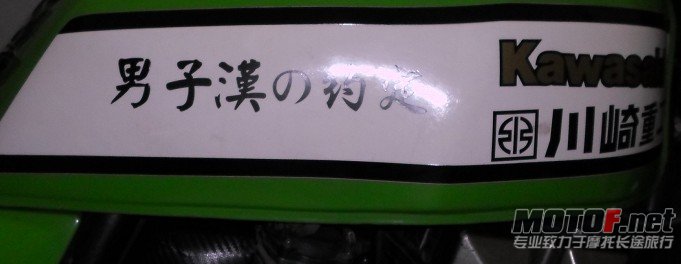 男子漢の約
Kawasak
川崎重
MOTOF.net
专业致力于摩托长途旅行